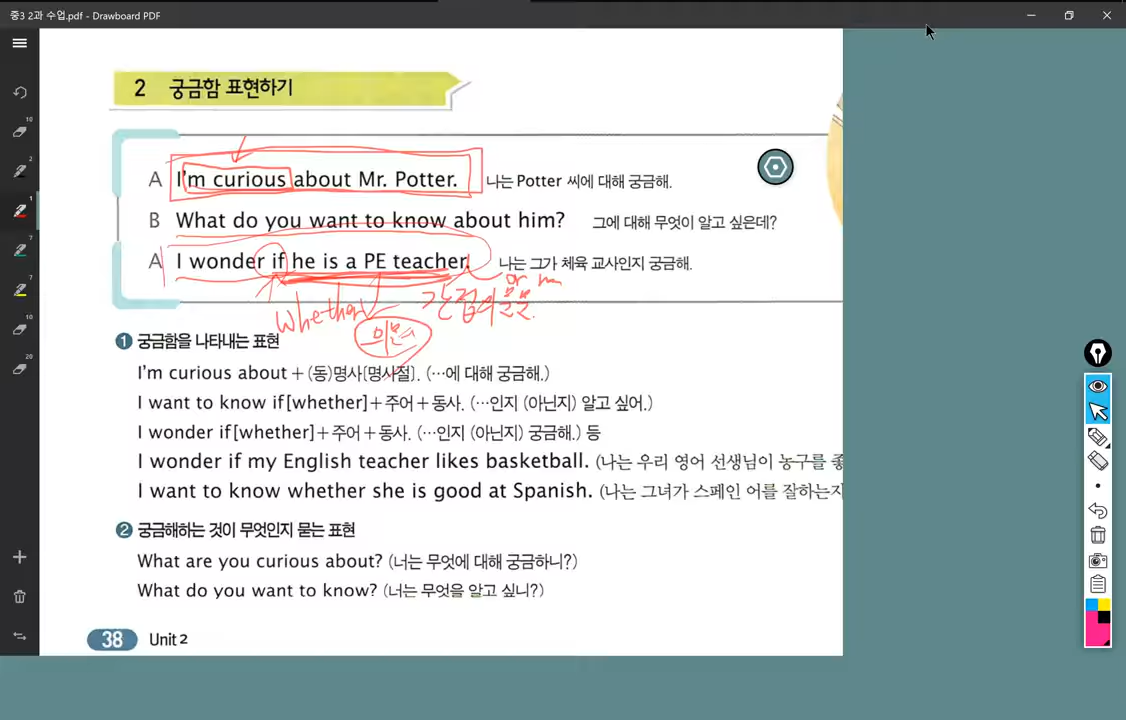 중3 2과 수업.pdf - Drawboard PDF
2 궁금함 표현하기
A I'm curious about Mr. Potter. 나는 Potter 씨에 대해 궁금해.
B What do you want to know about him? 그에 대해 무엇이 알고 싶은데?
A I wonder if he is a PE teacher. 나는 그가 체육 교사인지 궁금해.
or
whether 간접의문문.
의문사
1 궁금함을 나타내는 표현
I'm curious about + (동)명사[명사절]. (…에 대해 궁금해.)
I want to know if[whether]+주어+동사. (…인지 (아닌지) 알고 싶어.)
I wonder if[whether]+주어+동사. (…인지 (아닌지) 궁금해.) 등
I wonder if my English teacher likes basketball. (나는 우리 영어 선생님이 농구를 좋
I want to know whether she is good at Spanish. (나는 그녀가 스페인 어를 잘하는지
2 궁금해하는 것이 무엇인지 묻는 표현
What are you curious about? (너는 무엇에 대해 궁금하니?)
What do you want to know? (너는 무엇을 알고 싶니?)
38 Unit 2
10
2
1
7
7
10
20